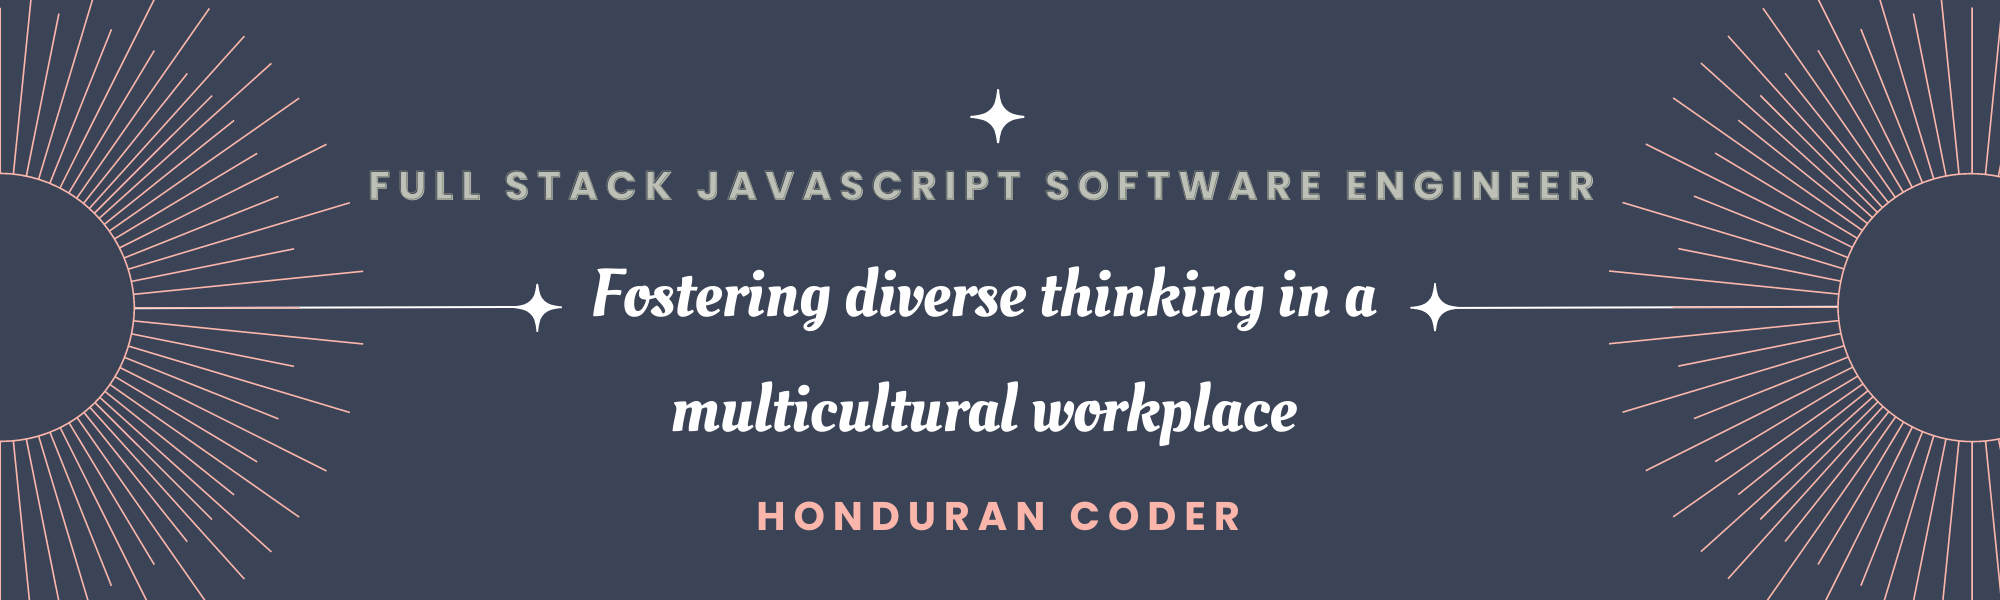 FULL STACK JAVASCRIPT SOFTWARE ENGINEER
Fostering diverse thinking in a
multicultural workplace
HONDURAN CODER